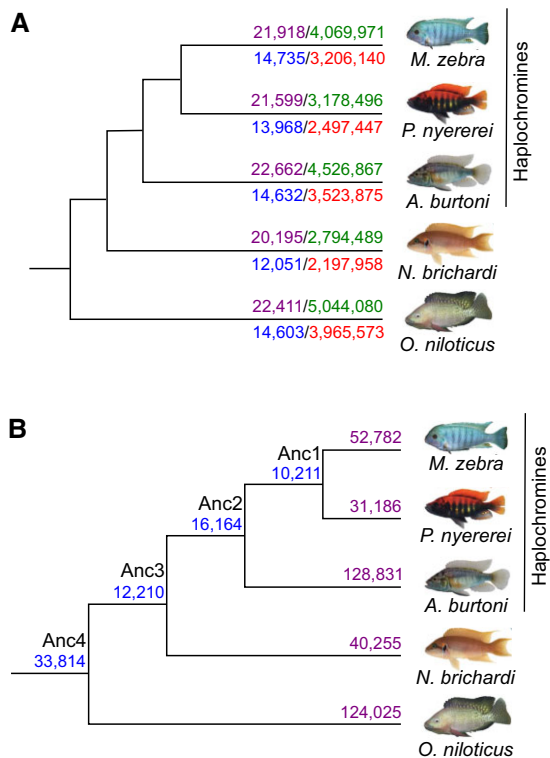 A
21,918/4,069,971
14,735/3,206,140
M. zebra
21,599/3,178,496
13,968/2,497,447
P. nyererei
22,662/4,526,867
14,632/3,523,875
A. burtoni
Haplochromines
20,195/2,794,489
12,051/2,197,958
N. brichardi
22,411/5,044,080
14,603/3,965,573
O. niloticus
B
52,782
M. zebra
Anc1
10,211
31,186
P. nyererei
Anc2
16,164
128,831
A. burtoni
Haplochromines
Anc3
12,210
40,255
N. brichardi
Anc4
33,814
124,025
O. niloticus